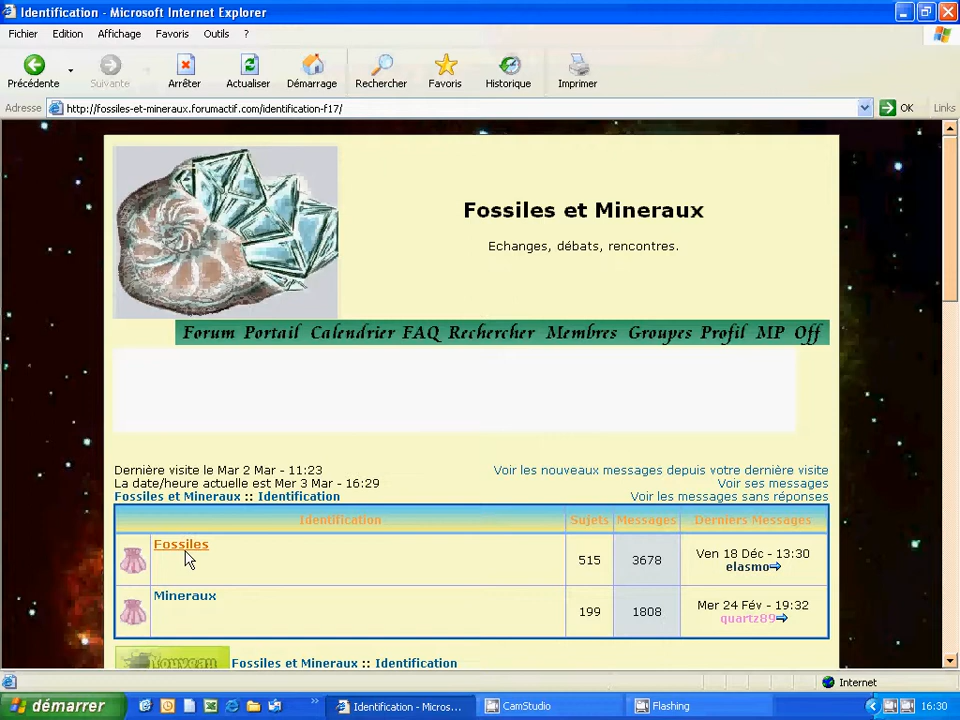 Identification - Microsoft Internet Explorer
Fichier Edition Affichage Favoris Outils ?
Précédente Suivante Arrêter Actualiser Démarrage Rechercher Favoris Historique Imprimer
Adresse http://fossiles-et-mineraux.forumactif.com/identification-f17/ OK Links
Fossiles et Mineraux
Echanges, débats, rencontres.
Forum Portail Calendrier FAQ Rechercher Membres Groupes Profil MP Off
Dernière visite le Mar 2 Mar - 11:23 Voir les nouveaux messages depuis votre dernière visite
La date/heure actuelle est Mer 3 Mar - 16:29 Voir ses messages
Fossiles et Mineraux :: Identification Voir les messages sans réponses
Identification Sujets Messages Derniers Messages
Fossiles 515 3678 Ven 18 Déc - 13:30
elasmo
Mineraux 199 1808 Mer 24 Fév - 19:32
quartz89
Nouveau Fossiles et Mineraux :: Identification
Internet
démarrer Identification - Micros... CamStudio Flashing 16:30